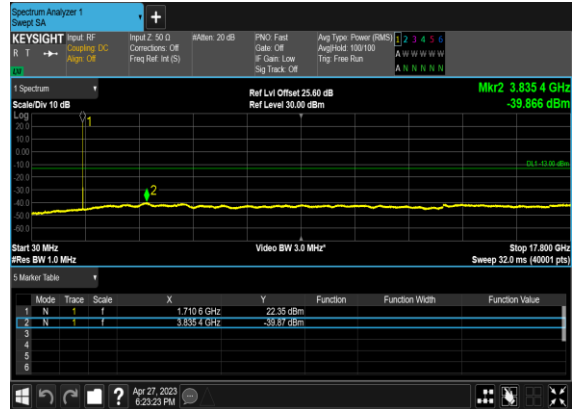 Spectrum Analyzer 1
Swept SA
+
KEYSIGHT Input: RF Input Z: 50 Ω #Atten: 20 dB PNO: Fast Avg Type: Power (RMS) 1 2 3 4 5 6
R T Coupling: DC Corrections: Off Gate: Off Avg|Hold: 100/100 A W W W W W
Align: Off Freq Ref: Int (S) IF Gain: Low Trig: Free Run
Sig Track: Off A N N N N N
1 Spectrum Ref Lvl Offset 25.60 dB Mkr2 3.835 4 GHz
Scale/Div 10 dB Ref Level 30.00 dBm -39.866 dBm
Log
1
20.0
10.0
0.00
-10.0
DL1 -13.00 dBm
-20.0
-30.0
2
-40.0
-50.0
-60.0
Start 30 MHz Video BW 3.0 MHz* Stop 17.800 GHz
#Res BW 1.0 MHz Sweep 32.0 ms (40001 pts)
5 Marker Table
Mode Trace Scale X Y Function Function Width Function Value
1 N 1 f 1.710 6 GHz 22.35 dBm
2 N 1 f 3.835 4 GHz -39.87 dBm
3
4
5
6
? Apr 27, 2023
6:23:23 PM